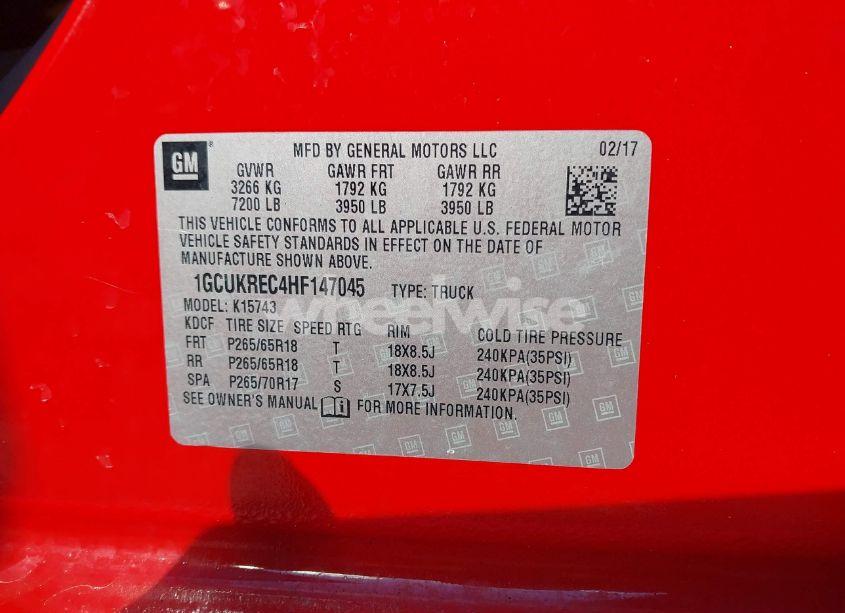 GM ® MFD BY GENERAL MOTORS LLC 02/17
GVWR GAWR FRT GAWR RR
3266 KG 1792 KG 1792 KG
7200 LB 3950 LB 3950 LB
THIS VEHICLE CONFORMS TO ALL APPLICABLE U.S. FEDERAL MOTOR
VEHICLE SAFETY STANDARDS IN EFFECT ON THE DATE OF
MANUFACTURE SHOWN ABOVE.
1GCUKREC4HF147045 TYPE: TRUCK
MODEL: K15743
wheelwise
KDCF TIRE SIZE SPEED RTG RIM COLD TIRE PRESSURE
FRT P265/65R18 T 18X8.5J 240KPA(35PSI)
RR P265/65R18 T 18X8.5J 240KPA(35PSI)
SPA P265/70R17 S 17X7.5J 240KPA(35PSI)
SEE OWNER'S MANUAL FOR MORE INFORMATION.